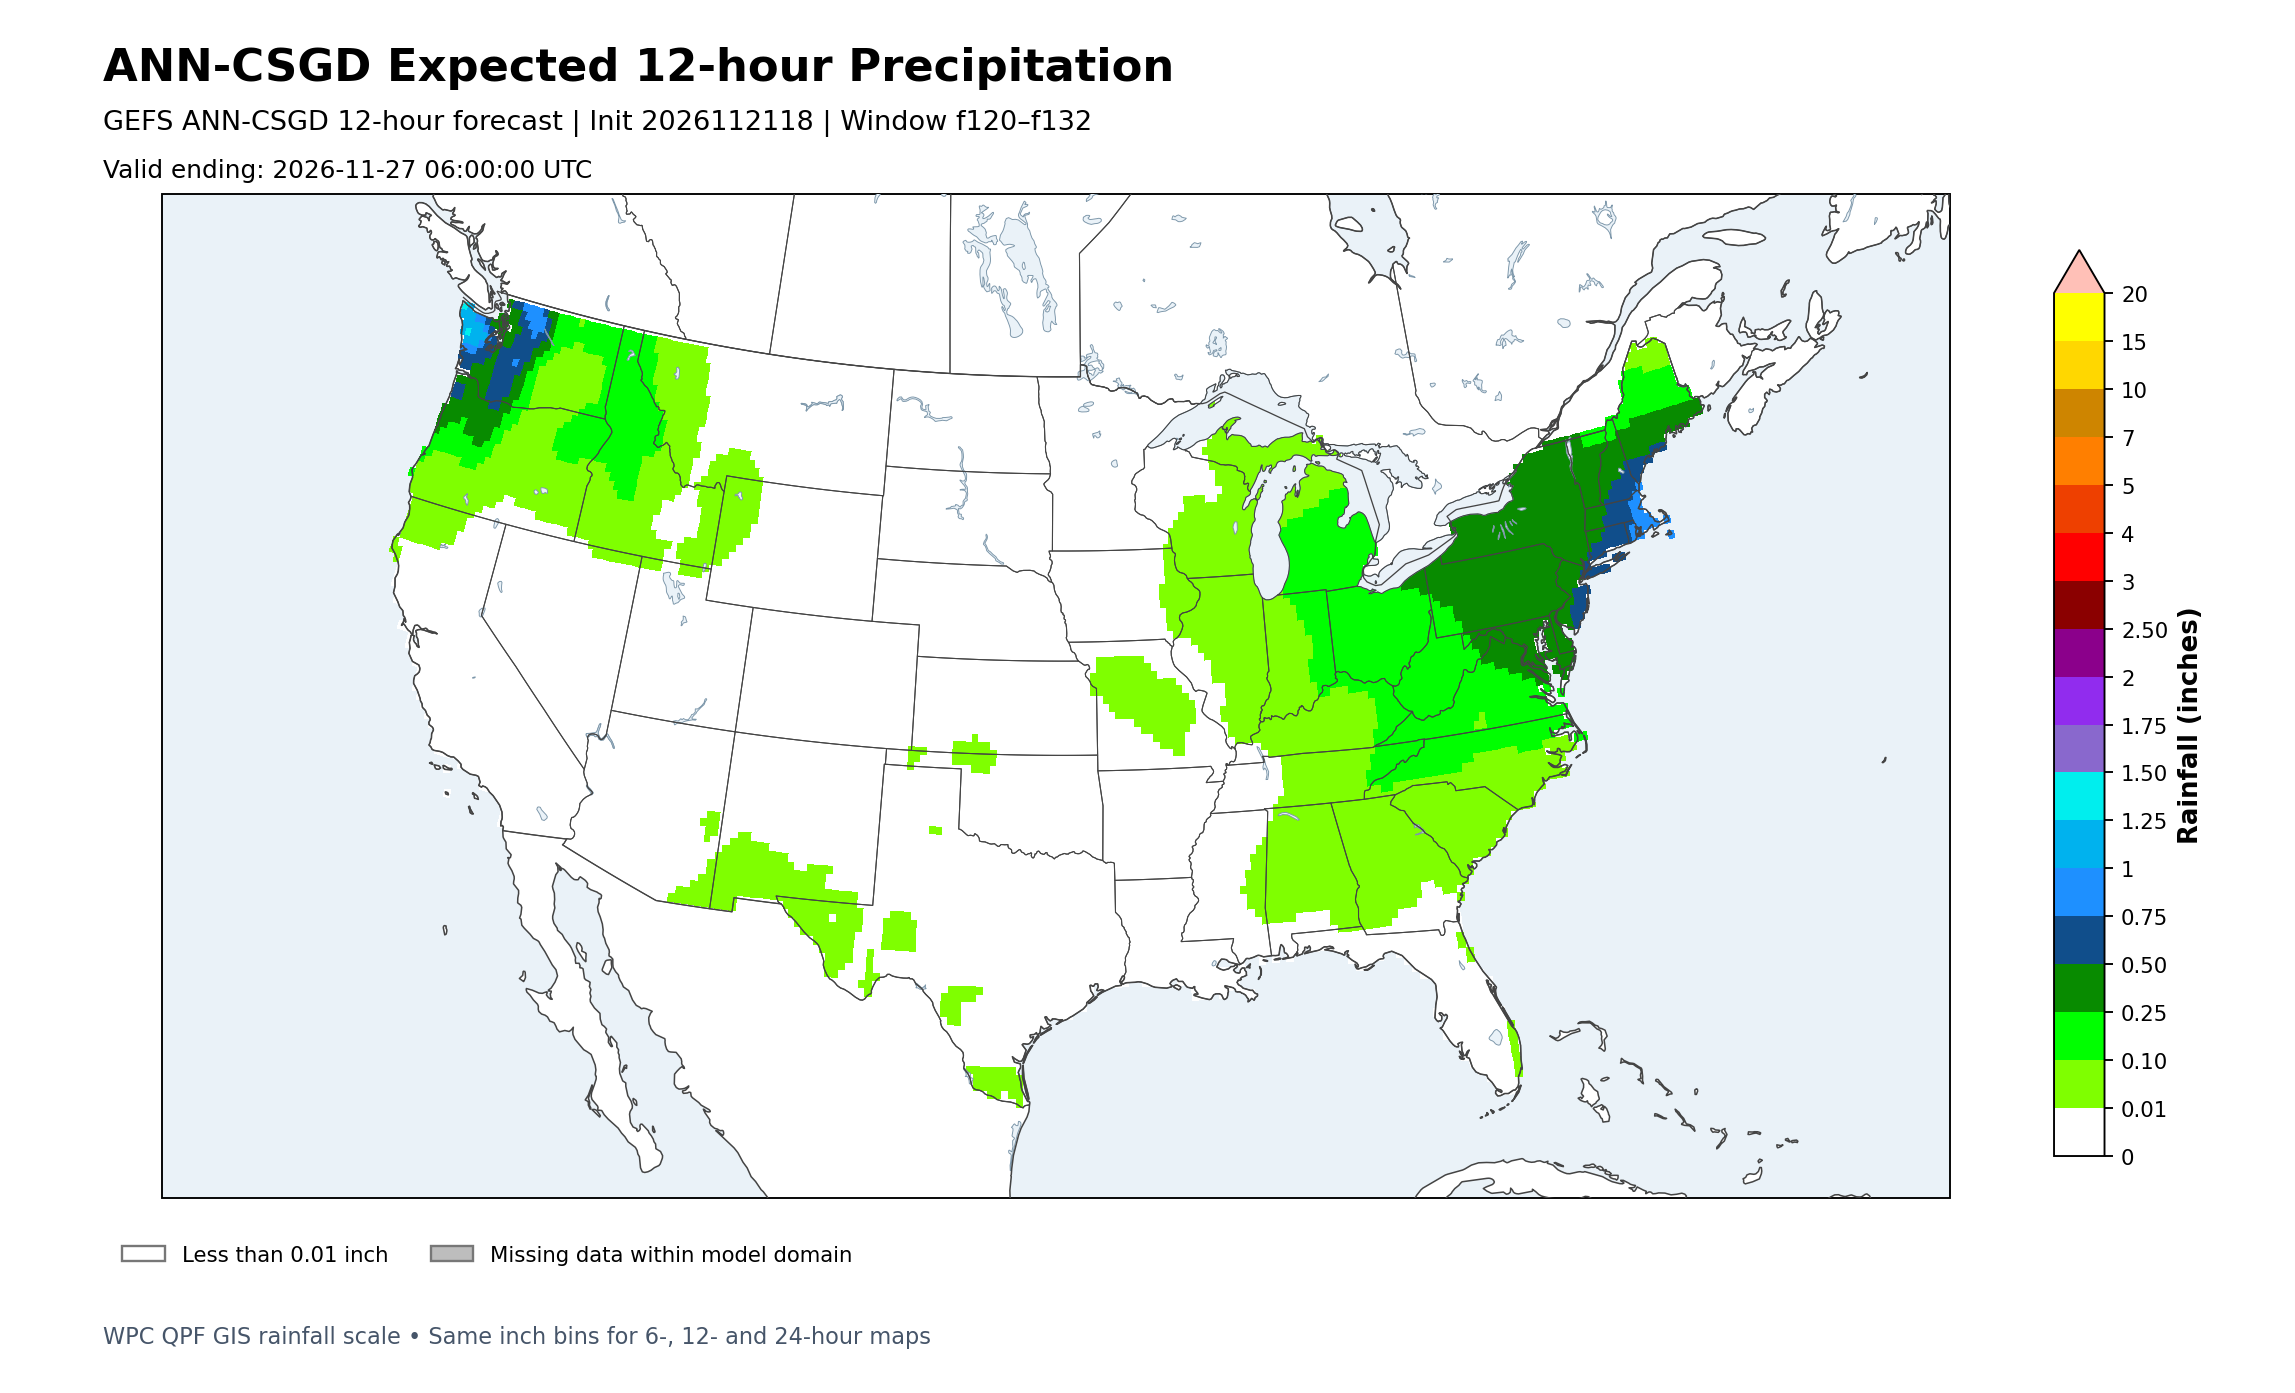 ANN-CSGD Expected 12-hour Precipitation
GEFS ANN-CSGD 12-hour forecast | Init 2026112118 | Window f120–f132
Valid ending: 2026-11-27 06:00:00 UTC
20
15
10
7
5
4
3
2.50
2
1.75
1.50
1.25
1
0.75
0.50
0.25
0.10
0.01
0
Rainfall (inches)
Less than 0.01 inch
Missing data within model domain
WPC QPF GIS rainfall scale • Same inch bins for 6-, 12- and 24-hour maps